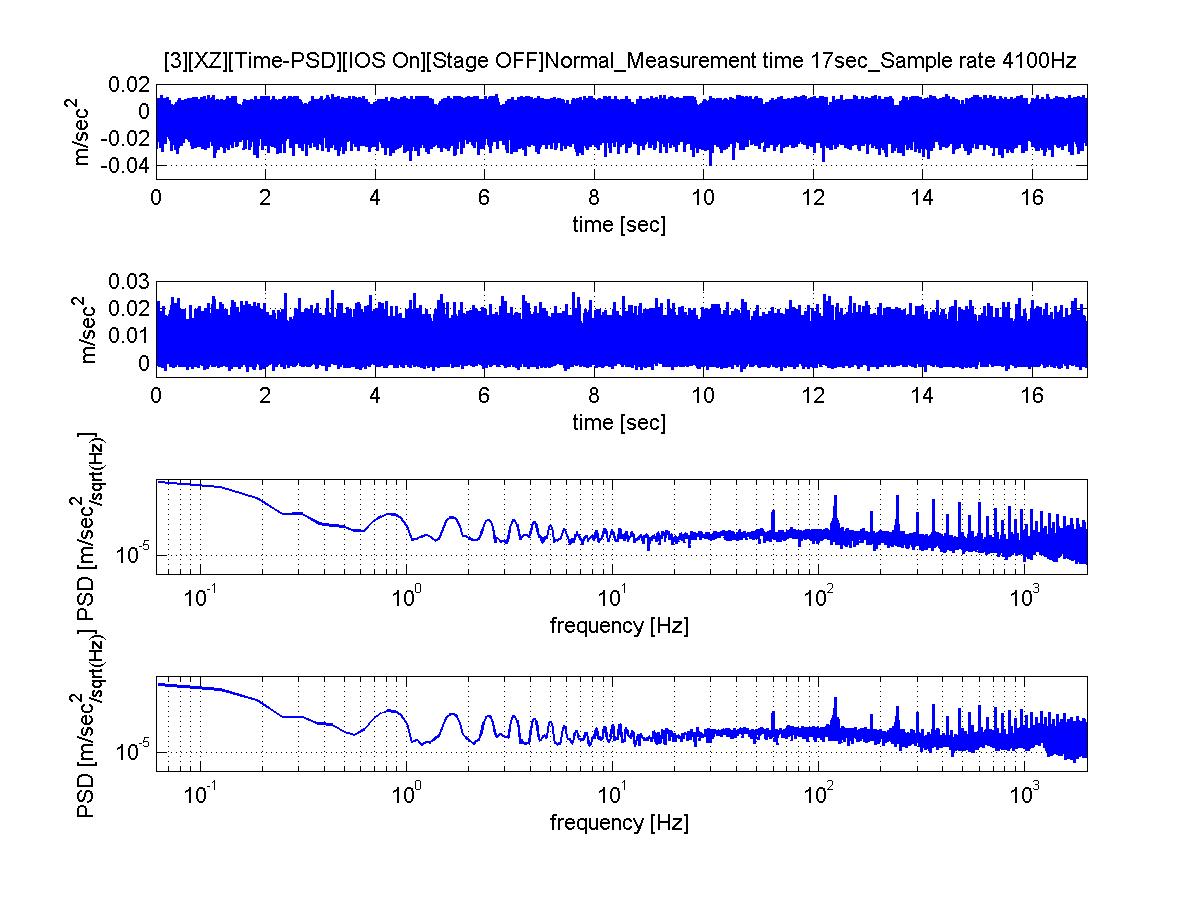 [3][XZ][Time-PSD][IOS On][Stage OFF]Normal_Measurement time 17sec_Sample rate 4100Hz
0.02
0
-0.02
-0.04
m/sec²
0 2 4 6 8 10 12 14 16
time [sec]
0.03
0.02
0.01
0
m/sec²
0 2 4 6 8 10 12 14 16
time [sec]
PSD [m/sec²/sqrt(Hz)]
10⁻⁵
10⁻¹ 10⁰ 10¹ 10² 10³
frequency [Hz]
PSD [m/sec²/sqrt(Hz)]
10⁻⁵
10⁻¹ 10⁰ 10¹ 10² 10³
frequency [Hz]